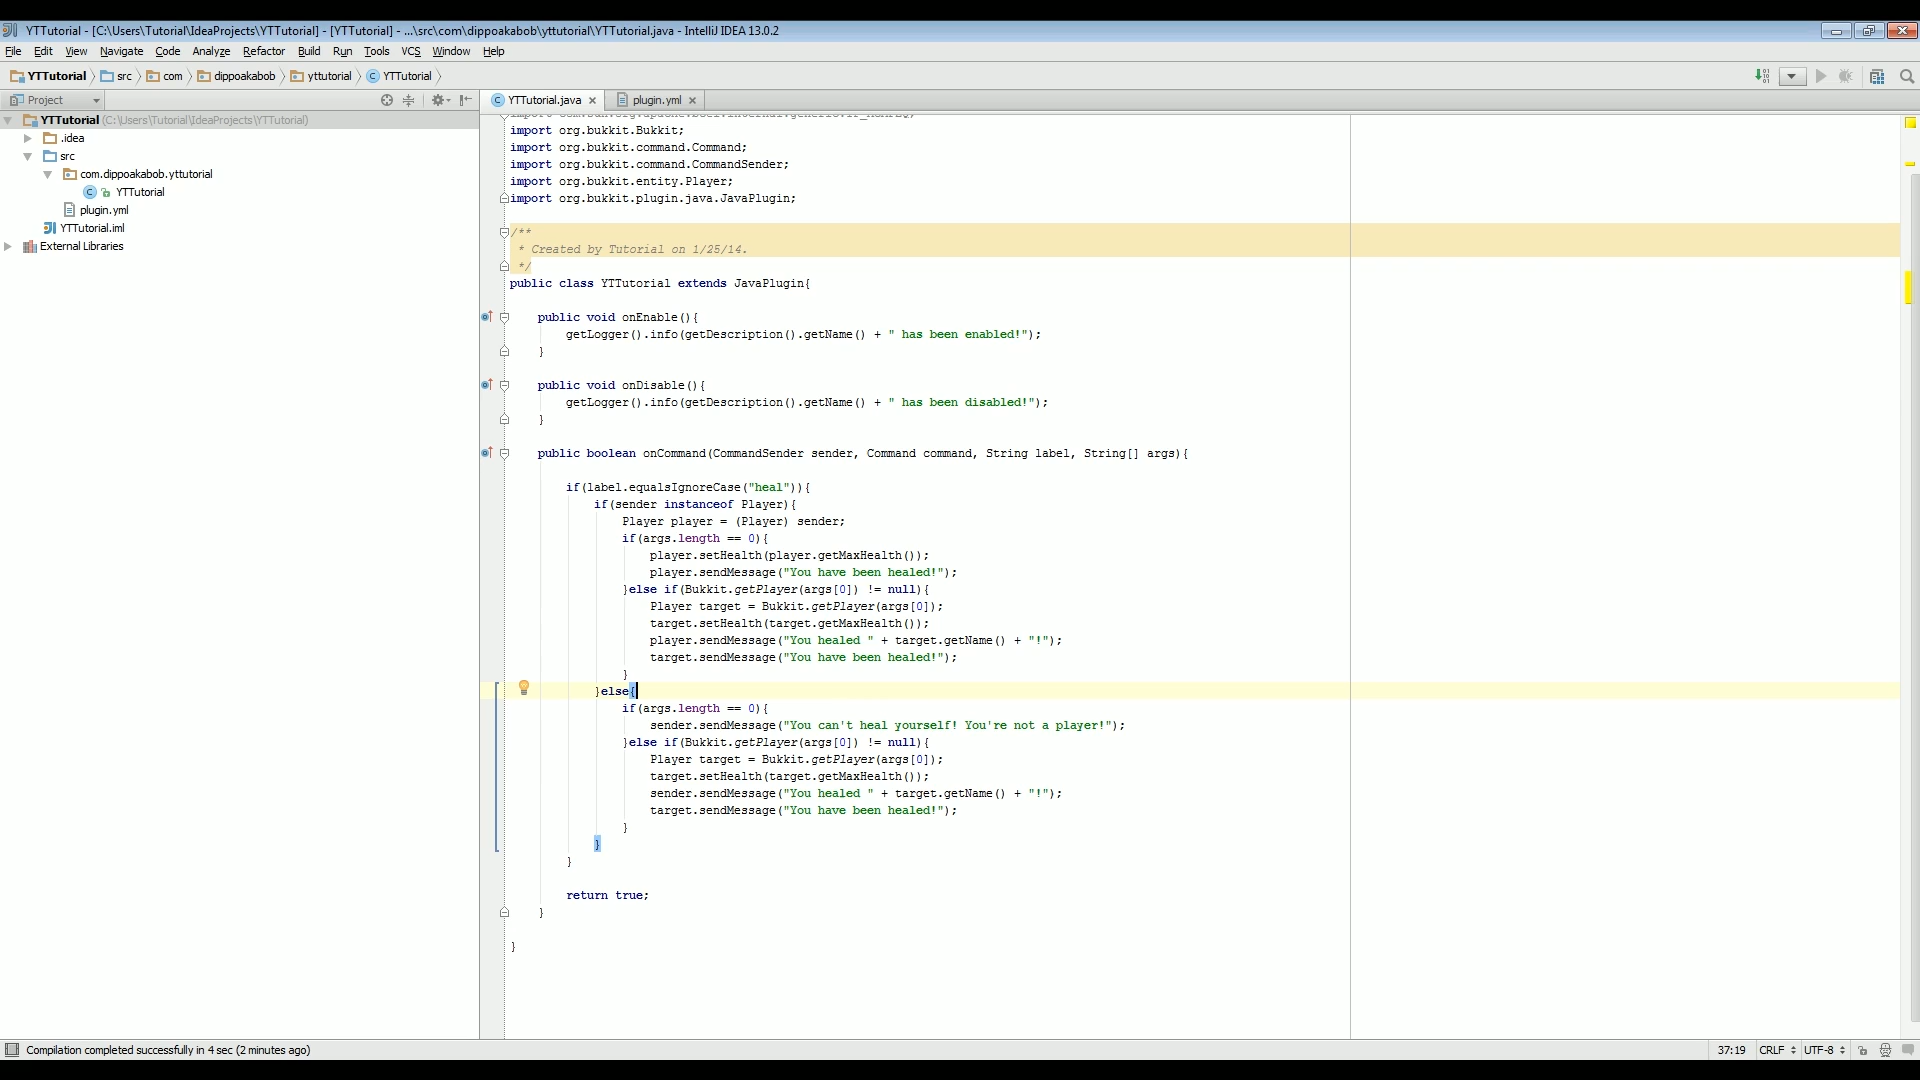 YTTutorial - [C:\Users\Tutorial\IdeaProjects\YTTutorial] - [YTTutorial] - ...\src\com\dippoakabob\yttutorial\YTTutorial.java - IntelliJ IDEA 13.0.2
File Edit View Navigate Code Analyze Refactor Build Run Tools VCS Window Help
YTTutorial src com dippoakabob yttutorial YTTutorial
Project
YTTutorial.java plugin.yml
YTTutorial (C:\Users\Tutorial\IdeaProjects\YTTutorial)
.idea
src
com.dippoakabob.yttutorial
YTTutorial
plugin.yml
YTTutorial.iml
External Libraries
import org.bukkit.Bukkit;
import org.bukkit.command.Command;
import org.bukkit.command.CommandSender;
import org.bukkit.entity.Player;
import org.bukkit.plugin.java.JavaPlugin;
/**
* Created by Tutorial on 1/25/14.
*/
public class YTTutorial extends JavaPlugin{
public void onEnable(){
getLogger().info(getDescription().getName() + " has been enabled!");
}
public void onDisable(){
getLogger().info(getDescription().getName() + " has been disabled!");
}
public boolean onCommand(CommandSender sender, Command command, String label, String[] args){
if(label.equalsIgnoreCase("heal")){
if(sender instanceof Player){
Player player = (Player) sender;
if(args.length == 0){
player.setHealth(player.getMaxHealth());
player.sendMessage("You have been healed!");
}else if(Bukkit.getPlayer(args[0]) != null){
Player target = Bukkit.getPlayer(args[0]);
target.setHealth(target.getMaxHealth());
player.sendMessage("You healed " + target.getName() + "!");
target.sendMessage("You have been healed!");
}
}else{
if(args.length == 0){
sender.sendMessage("You can't heal yourself! You're not a player!");
}else if(Bukkit.getPlayer(args[0]) != null){
Player target = Bukkit.getPlayer(args[0]);
target.setHealth(target.getMaxHealth());
sender.sendMessage("You healed " + target.getName() + "!");
target.sendMessage("You have been healed!");
}
}
}
return true;
}
}
Compilation completed successfully in 4 sec (2 minutes ago)
37:19 CRLF UTF-8